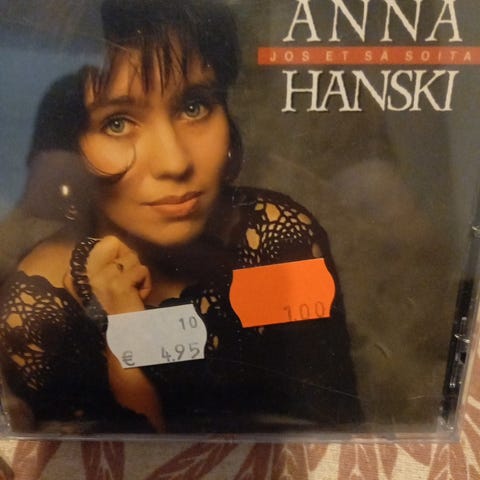 ANNA
JOS ET SÄ SOITA
HANSKI
1.00
10
€ 4.95